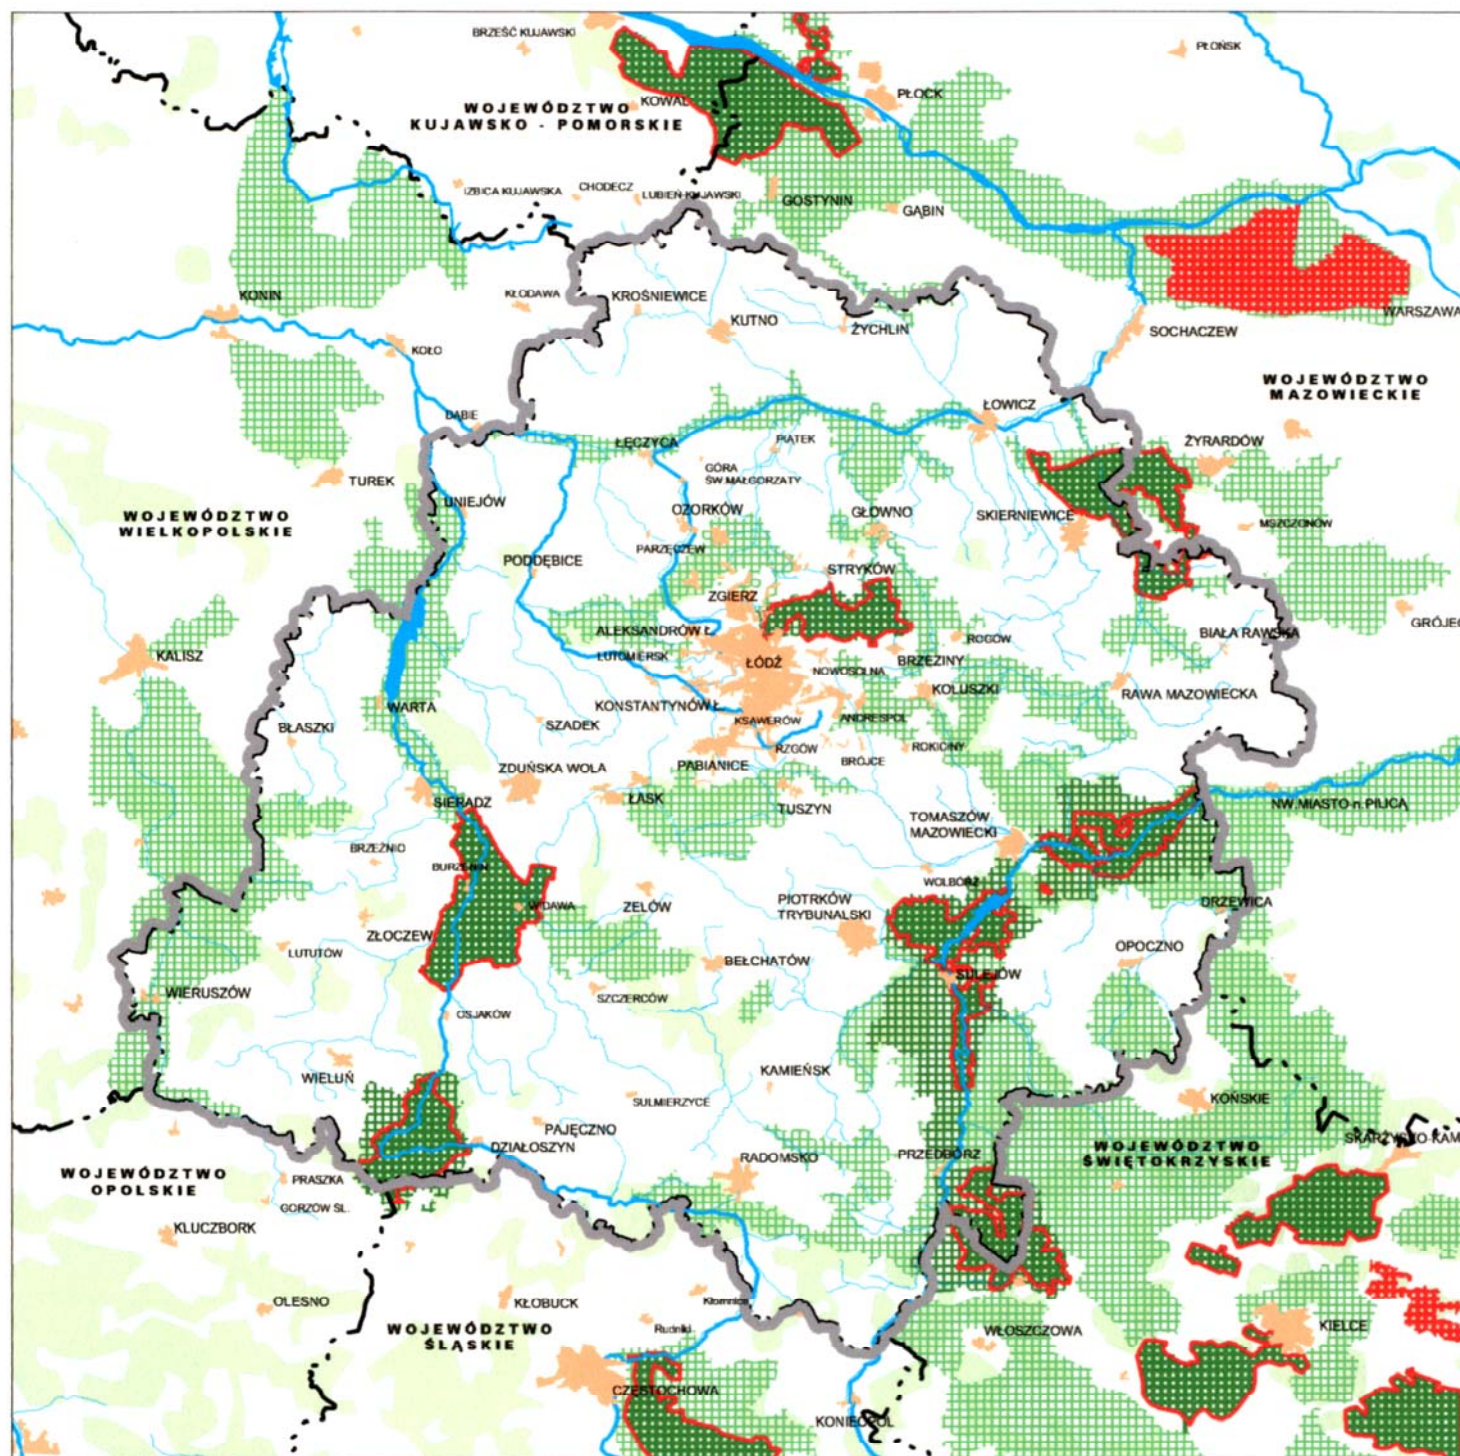 BRZEŚĆ KUJAWSKI
PŁOŃSK
WOJEWÓDZTWO
KUJAWSKO - POMORSKIE
KOWAL
PŁOCK
IZBICA KUJAWSKA
CHODECZ
LUBIEŃ KUJAWSKI
GOSTYNIN
GĄBIN
KONIN
KŁODAWA
KROŚNIEWICE
KUTNO
ŻYCHLIN
SOCHACZEW
WARSZAWA
KOŁO
WOJEWÓDZTWO
MAZOWIECKIE
DĄBIE
ŁOWICZ
ŁĘCZYCA
PIĄTEK
ŻYRARDÓW
TUREK
GÓRA
ŚW.MAŁGORZATY
UNIEJÓW
OZORKÓW
GŁOWNO
SKIERNIEWICE
MSZCZONÓW
WOJEWÓDZTWO
WIELKOPOLSKIE
PARZĘCZEW
PODDĘBICE
STRYKÓW
ZGIERZ
ALEKSANDRÓW Ł.
ROGÓW
BIAŁA RAWSKA
GRÓJEC
KALISZ
LUTOMIERSK
ŁÓDŹ
NOWOSOLNA
BRZEZINY
KOLUSZKI
RAWA MAZOWIECKA
WARTA
KONSTANTYNÓW Ł.
KSAWERÓW
ANDRESPOL
BŁASZKI
SZADEK
RZGÓW
BRÓJCE
ROKICINY
ZDUŃSKA WOLA
PABIANICE
SIERADZ
ŁASK
TUSZYN
NW.MIASTO n.PILICĄ
TOMASZÓW
MAZOWIECKI
BRZEŹNIO
BURZENIN
WOLBÓRZ
WIDAWA
ZELÓW
PIOTRKÓW
TRYBUNALSKI
DRZEWICA
ZŁOCZEW
LUTUTÓW
BEŁCHATÓW
OPOCZNO
SULEJÓW
WIERUSZÓW
SZCZERCÓW
OSJAKÓW
WIELUŃ
KAMIEŃSK
SULMIERZYCE
KOŃSKIE
PAJĘCZNO
DZIAŁOSZYN
SKARŻYSKO-KAM
WOJEWÓDZTWO
ŚWIĘTOKRZYSKIE
RADOMSKO
PRZEDBÓRZ
WOJEWÓDZTWO
OPOLSKIE
PRASZKA
GORZÓW ŚL.
KLUCZBORK
OLESNO
KŁOBUCK
Kłomnice
WOJEWÓDZTWO
ŚLĄSKIE
Rudniki
WŁOSZCZOWA
KIELCE
CZĘSTOCHOWA
KONIECPOL